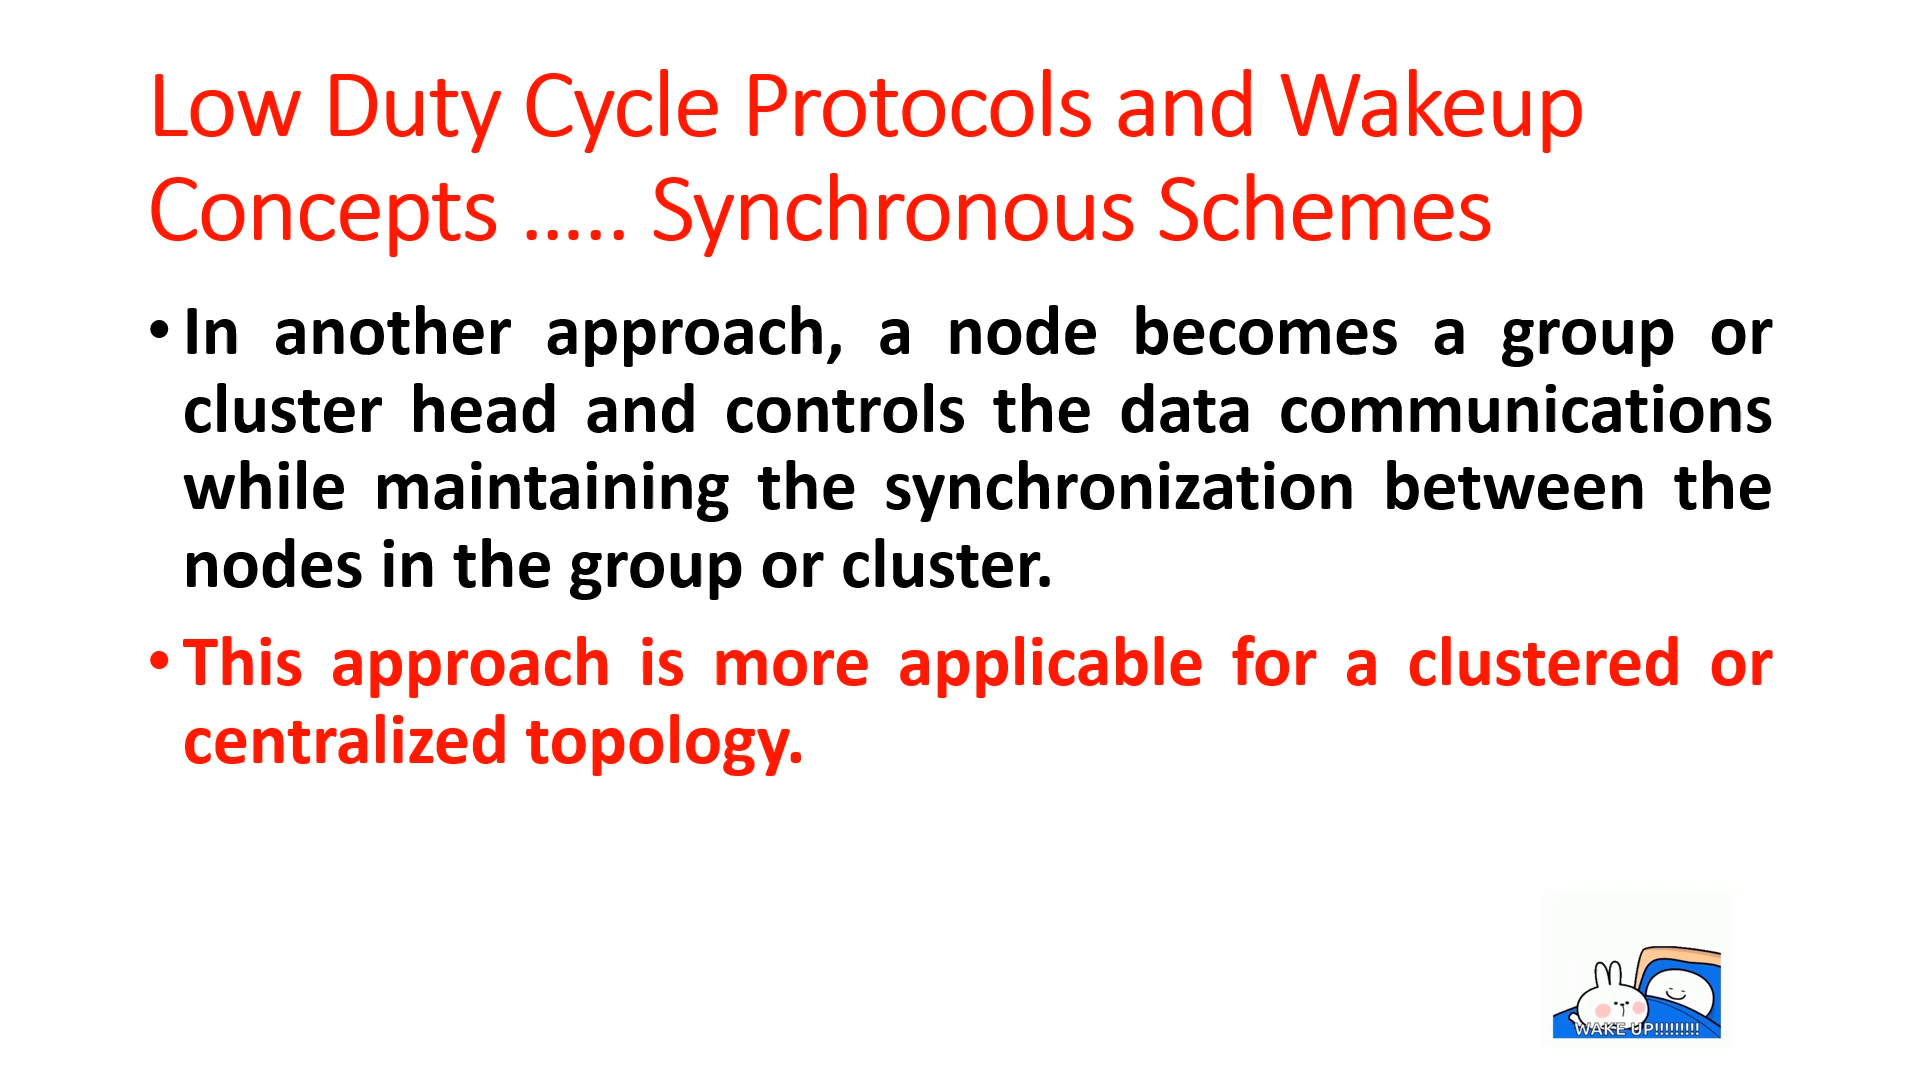 Low Duty Cycle Protocols and Wakeup
Concepts ..... Synchronous Schemes
• In another approach, a node becomes a group or
cluster head and controls the data communications
while maintaining the synchronization between the
nodes in the group or cluster.
• This approach is more applicable for a clustered or
centralized topology.
WAKE UP!!!!!!!!!